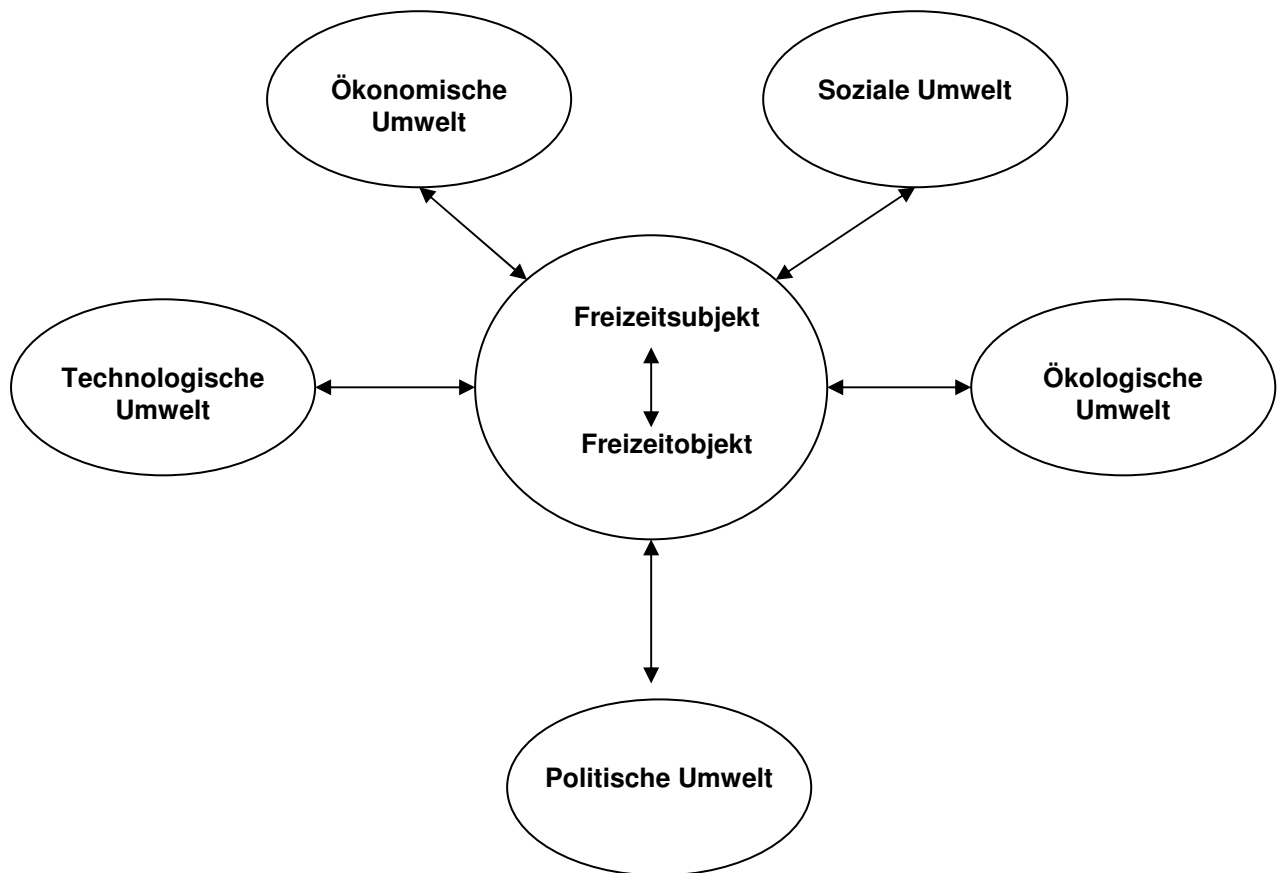 Ökonomische
Umwelt
Soziale Umwelt
Freizeitsubjekt
Technologische
Umwelt
Ökologische
Umwelt
Freizeitobjekt
Politische Umwelt